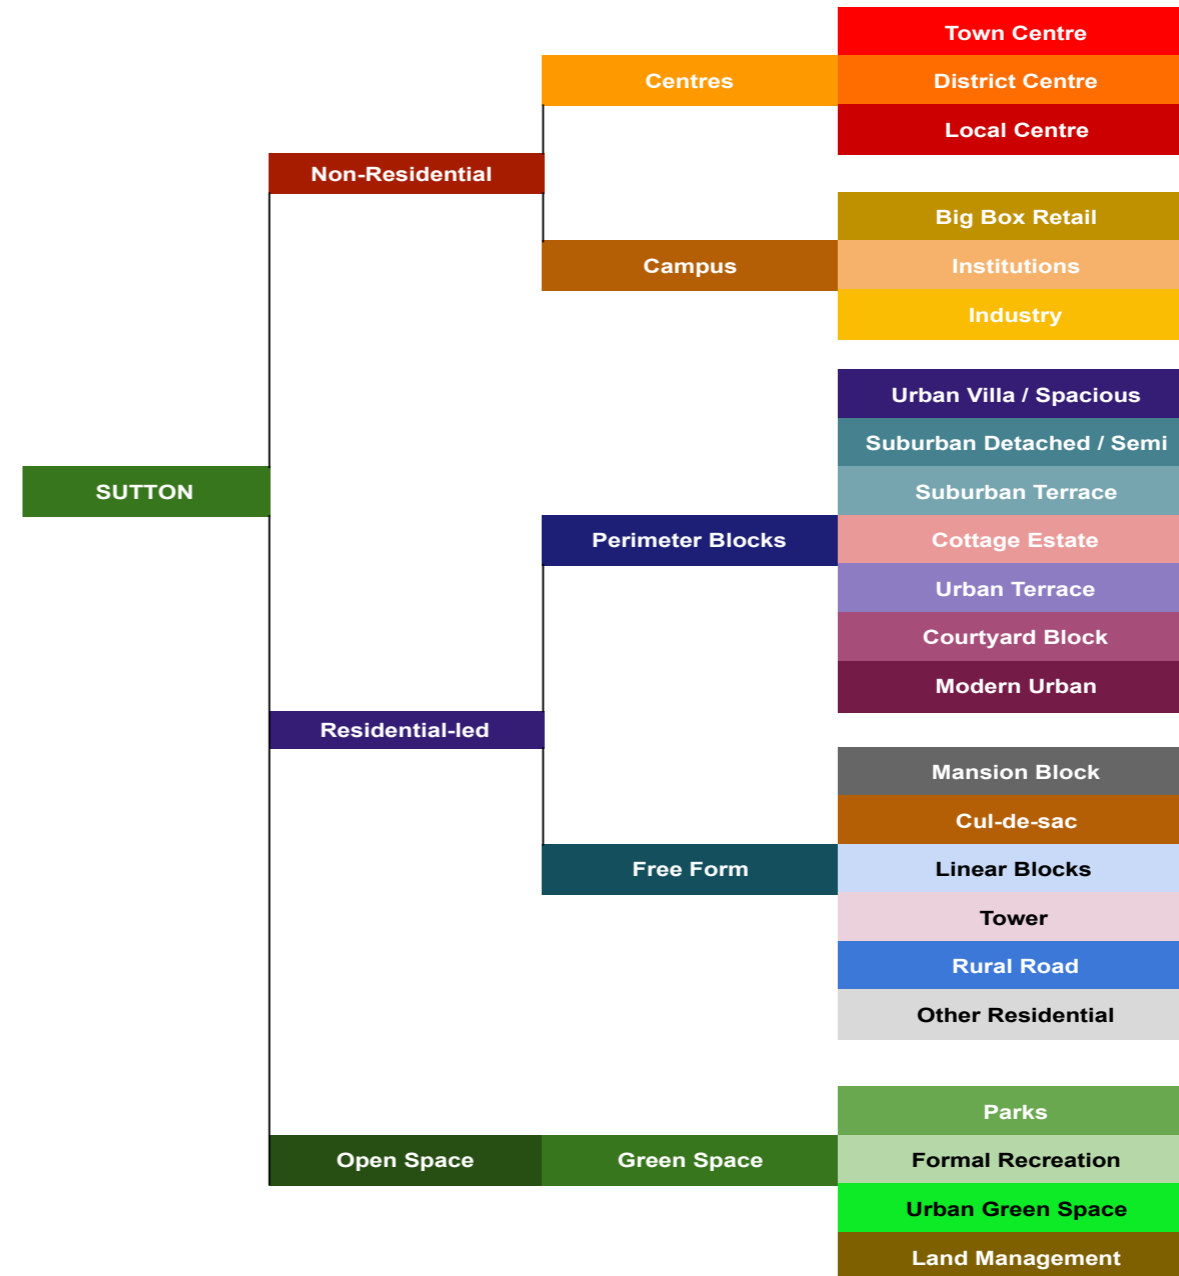 Town Centre
Centres
District Centre
Local Centre
Non-Residential
Big Box Retail
Campus
Institutions
Industry
Urban Villa / Spacious
Suburban Detached / Semi
SUTTON
Suburban Terrace
Perimeter Blocks
Cottage Estate
Urban Terrace
Courtyard Block
Modern Urban
Residential-led
Mansion Block
Cul-de-sac
Free Form
Linear Blocks
Tower
Rural Road
Other Residential
Parks
Open Space
Green Space
Formal Recreation
Urban Green Space
Land Management